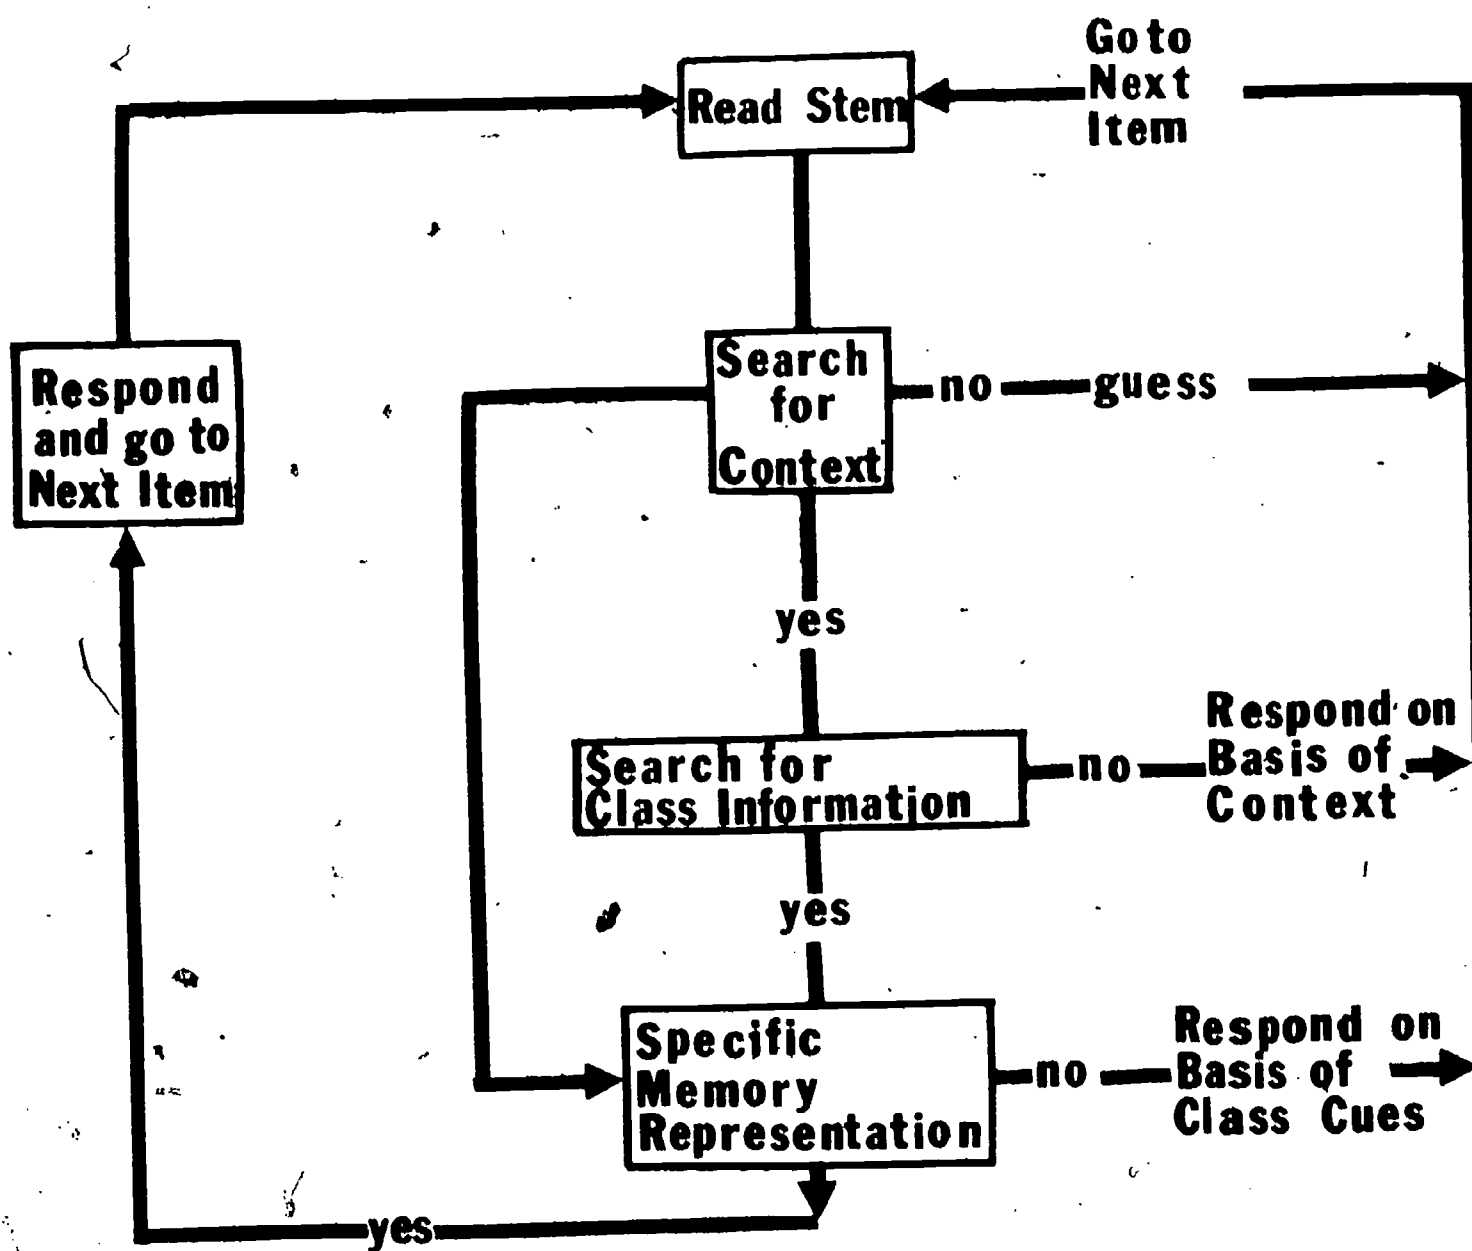 Go to
Next
Item
Read Stem
Search
for
Context
no
guess
Respond
and go to
Next Item
yes
Search for
Class Information
no
Respond on
Basis of
Context
yes
Specific
Memory
Representation
no
Respond on
Basis of
Class Cues
yes